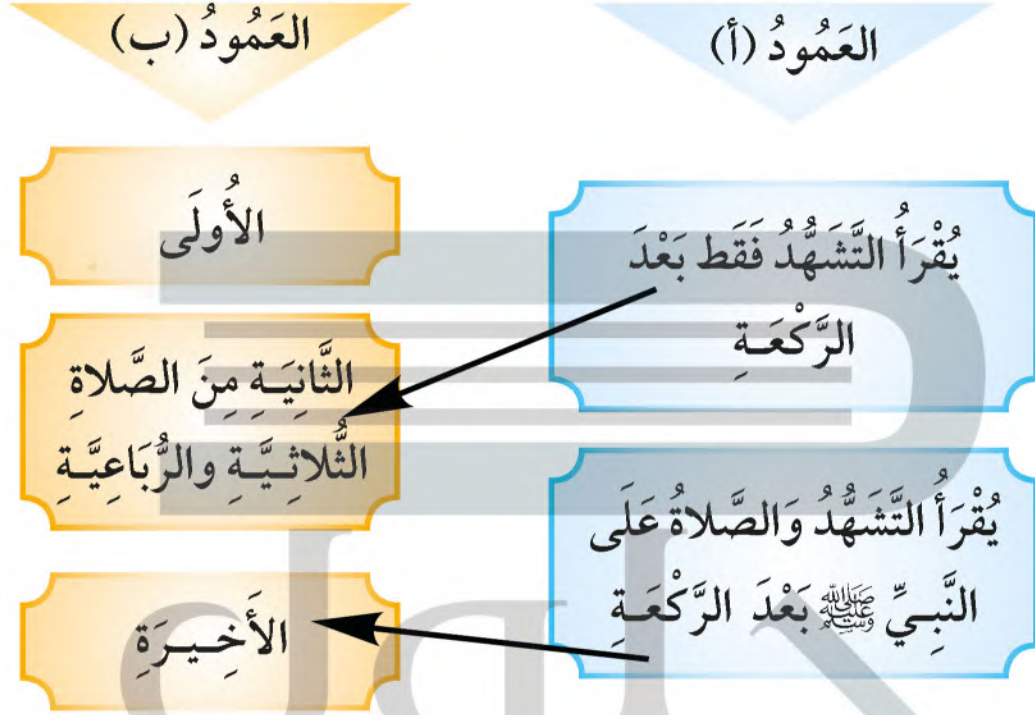 العَمُودُ (أ)
العَمُودُ (ب)
يُقْرَأُ التَّشَهُّدُ فَقَط بَعْدَ
الرَّكْعَةِ
يُقْرَأُ التَّشَهُّدُ وَالصَّلاةُ عَلَى
النَّبِيِّ ﷺ بَعْدَ الرَّكْعَةِ
الأُولَى
الثَّانِيَةِ مِنَ الصَّلاةِ
الثُّلاثِيَّةِ والرُّبَاعِيَّةِ
الأَخِيرَةِ